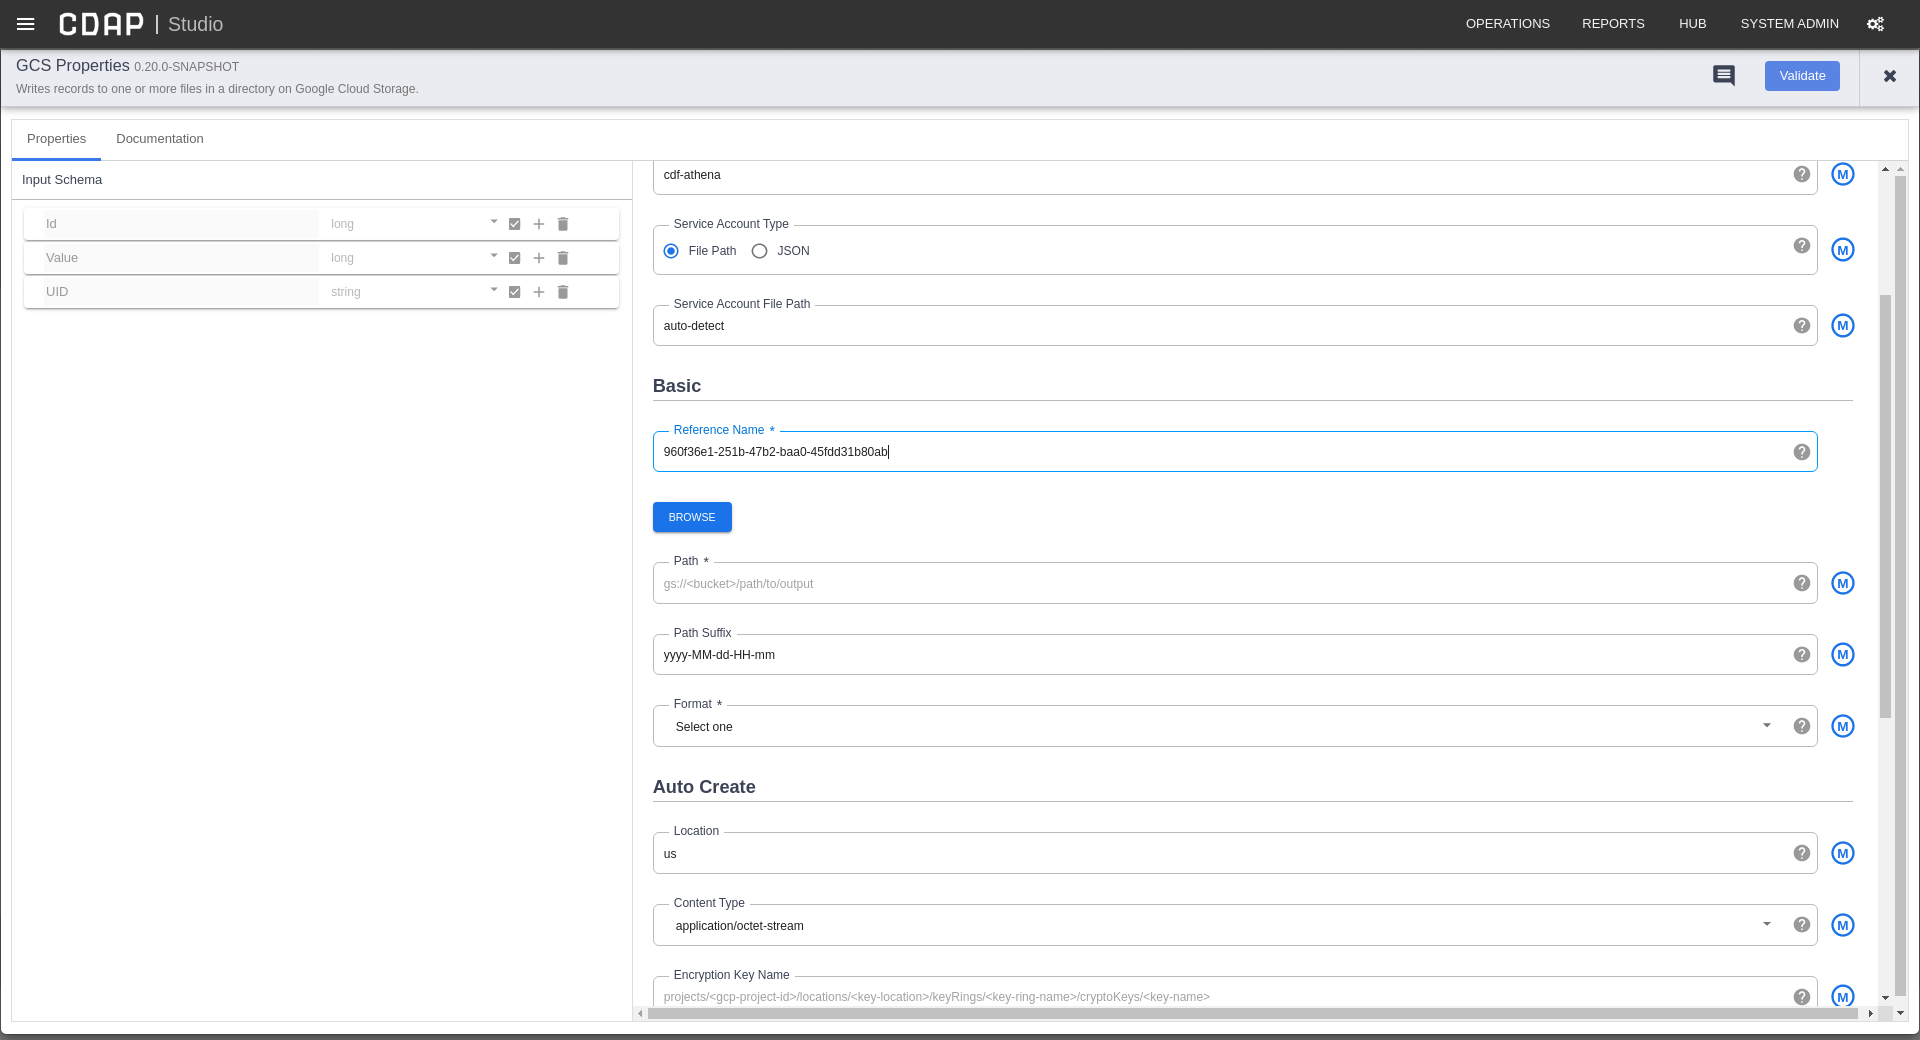 CDAP | Studio
OPERATIONS REPORTS HUB SYSTEM ADMIN
GCS Properties 0.20.0-SNAPSHOT
Writes records to one or more files in a directory on Google Cloud Storage.
Validate
Properties Documentation
Input Schema
Id long
Value long
UID string
cdf-athena
M
Service Account Type
File Path JSON
M
Service Account File Path
auto-detect
M
Basic
Reference Name *
960f36e1-251b-47b2-baa0-45fdd31b80ab
BROWSE
Path *
gs://<bucket>/path/to/output
M
Path Suffix
yyyy-MM-dd-HH-mm
M
Format *
Select one
M
Auto Create
Location
us
M
Content Type
application/octet-stream
M
Encryption Key Name
projects/<gcp-project-id>/locations/<key-location>/keyRings/<key-ring-name>/cryptoKeys/<key-name>
M